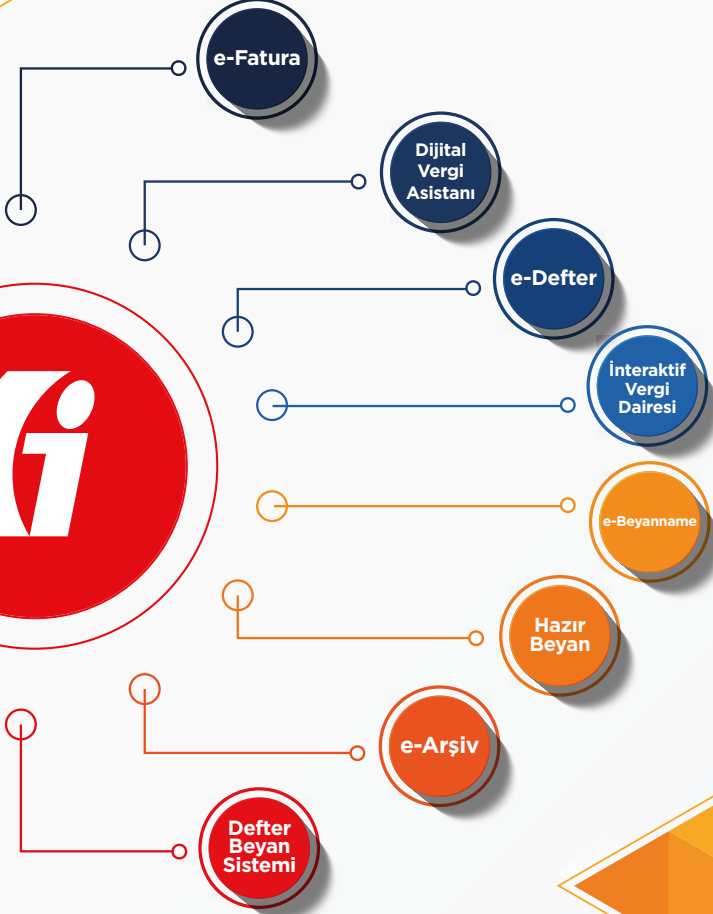 e-Fatura
Dijital
Vergi
Asistanı
e-Defter
İnteraktif
Vergi
Dairesi
e-Beyanname
Hazır
Beyan
e-Arşiv
Defter
Beyan
Sistemi